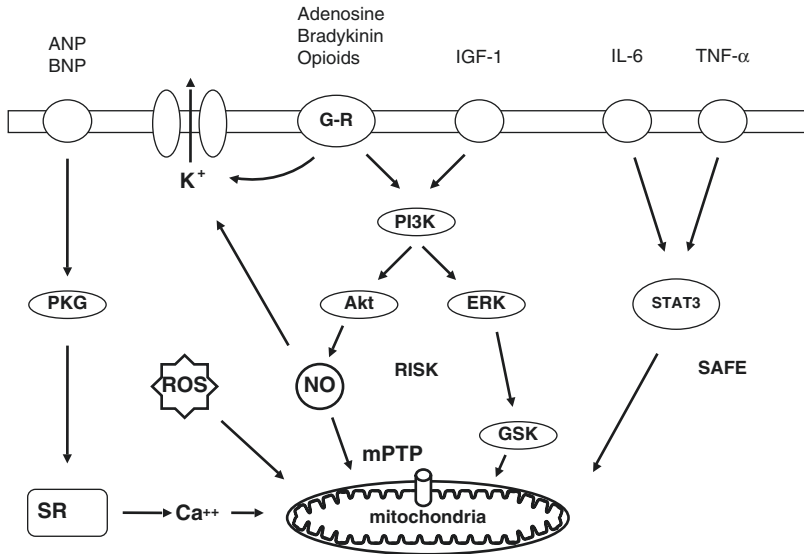 Adenosine
Bradykinin
Opioids
ANP
BNP
IGF-1
IL-6
TNF-α
G-R
K+
PI3K
PKG
Akt
ERK
STAT3
ROS
NO
RISK
SAFE
GSK
mPTP
SR
Ca++
mitochondria